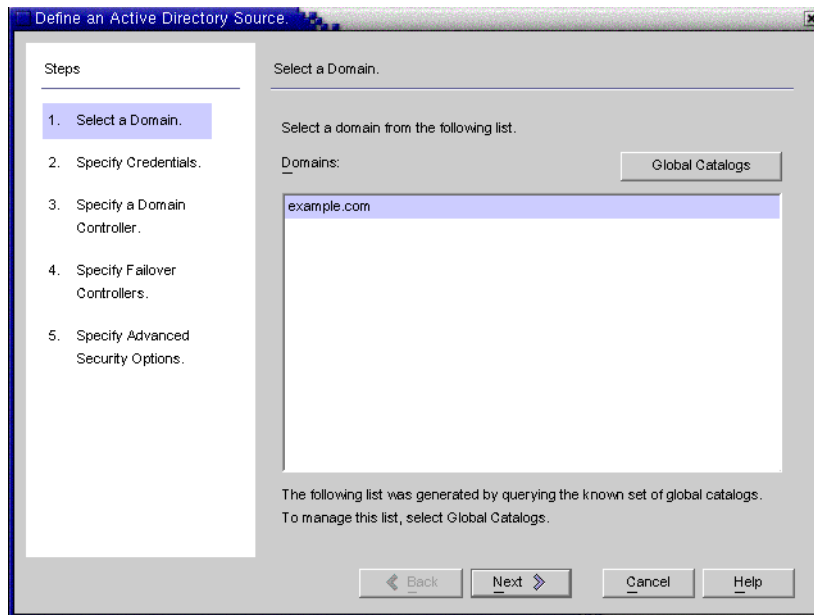 Define an Active Directory Source.
Steps
1. Select a Domain.
2. Specify Credentials.
3. Specify a Domain
Controller.
4. Specify Failover
Controllers.
5. Specify Advanced
Security Options.
Select a Domain.
Select a domain from the following list.
Domains:
Global Catalogs
example.com
The following list was generated by querying the known set of global catalogs.
To manage this list, select Global Catalogs.
Back
Next
Cancel
Help